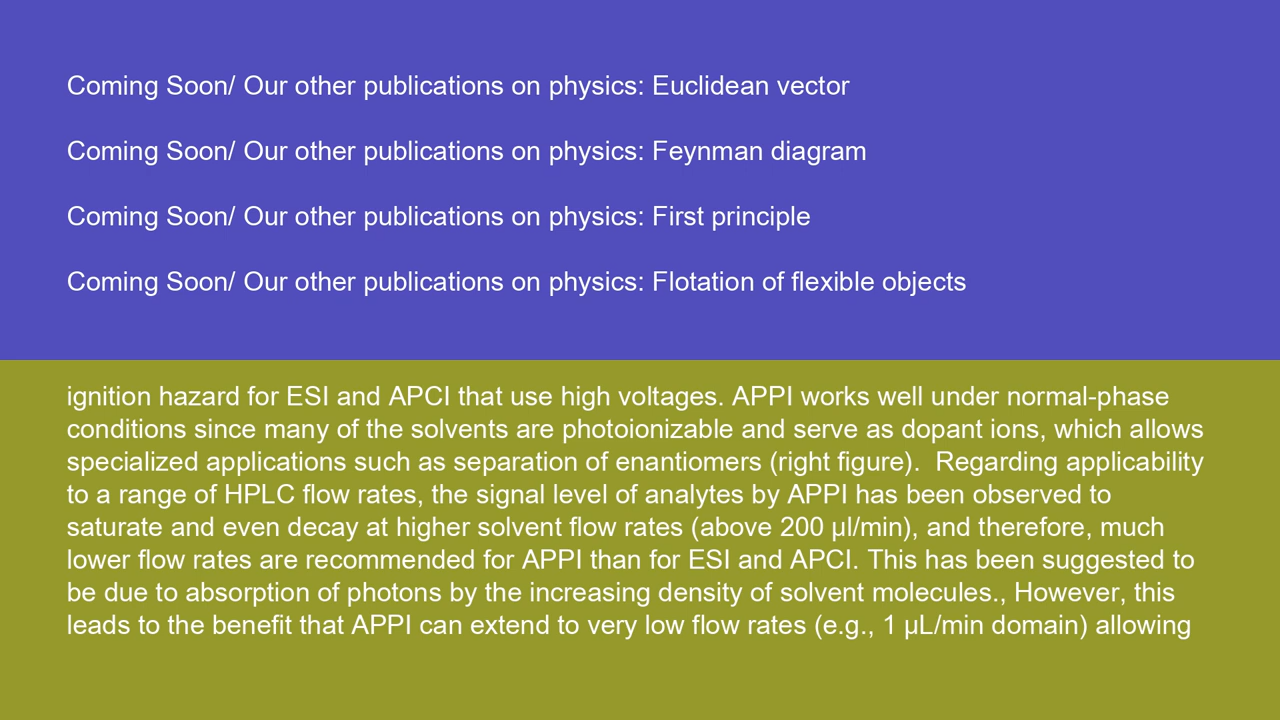 Coming Soon/ Our other publications on physics: Euclidean vector
Coming Soon/ Our other publications on physics: Feynman diagram
Coming Soon/ Our other publications on physics: First principle
Coming Soon/ Our other publications on physics: Flotation of flexible objects
ignition hazard for ESI and APCI that use high voltages. APPI works well under normal-phase
conditions since many of the solvents are photoionizable and serve as dopant ions, which allows
specialized applications such as separation of enantiomers (right figure).  Regarding applicability
to a range of HPLC flow rates, the signal level of analytes by APPI has been observed to
saturate and even decay at higher solvent flow rates (above 200 μl/min), and therefore, much
lower flow rates are recommended for APPI than for ESI and APCI. This has been suggested to
be due to absorption of photons by the increasing density of solvent molecules., However, this
leads to the benefit that APPI can extend to very low flow rates (e.g., 1 μL/min domain) allowing